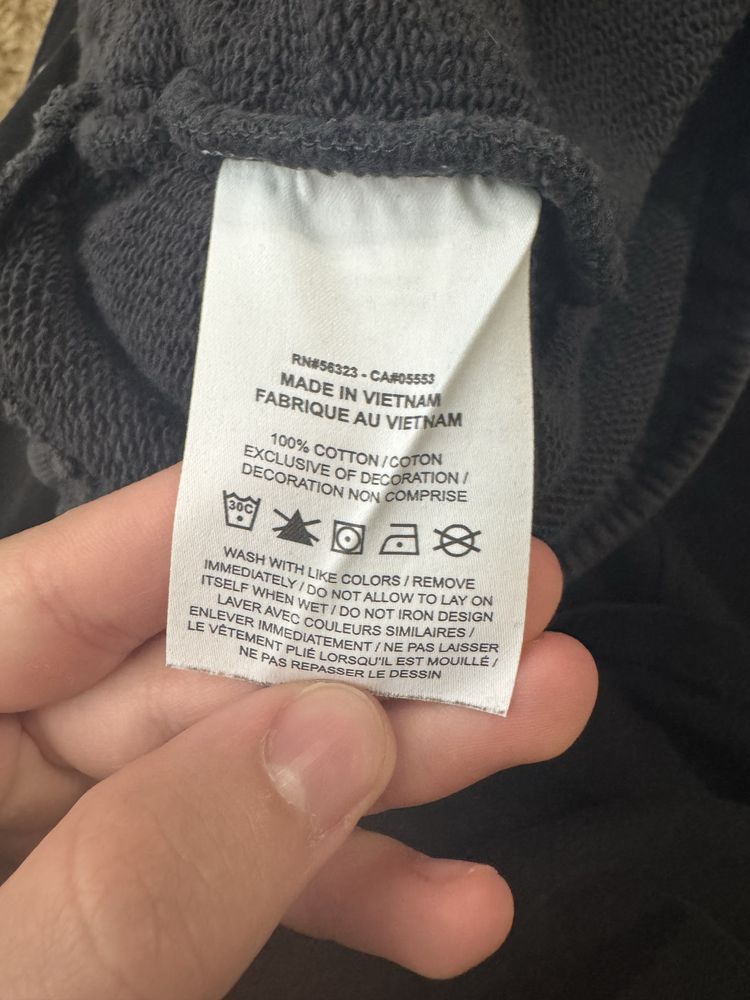 RN#56323 - CA#05553
MADE IN VIETNAM
FABRIQUE AU VIETNAM
100% COTTON / COTON
EXCLUSIVE OF DECORATION /
DECORATION NON COMPRISE
30C
WASH WITH LIKE COLORS / REMOVE
IMMEDIATELY / DO NOT ALLOW TO LAY ON
ITSELF WHEN WET / DO NOT IRON DESIGN
LAVER AVEC COULEURS SIMILAIRES /
ENLEVER IMMEDIATEMENT / NE PAS LAISSER
LE VÊTEMENT PLIÉ LORSQU'IL EST MOUILLÉ /
NE PAS REPASSER LE DESSIN